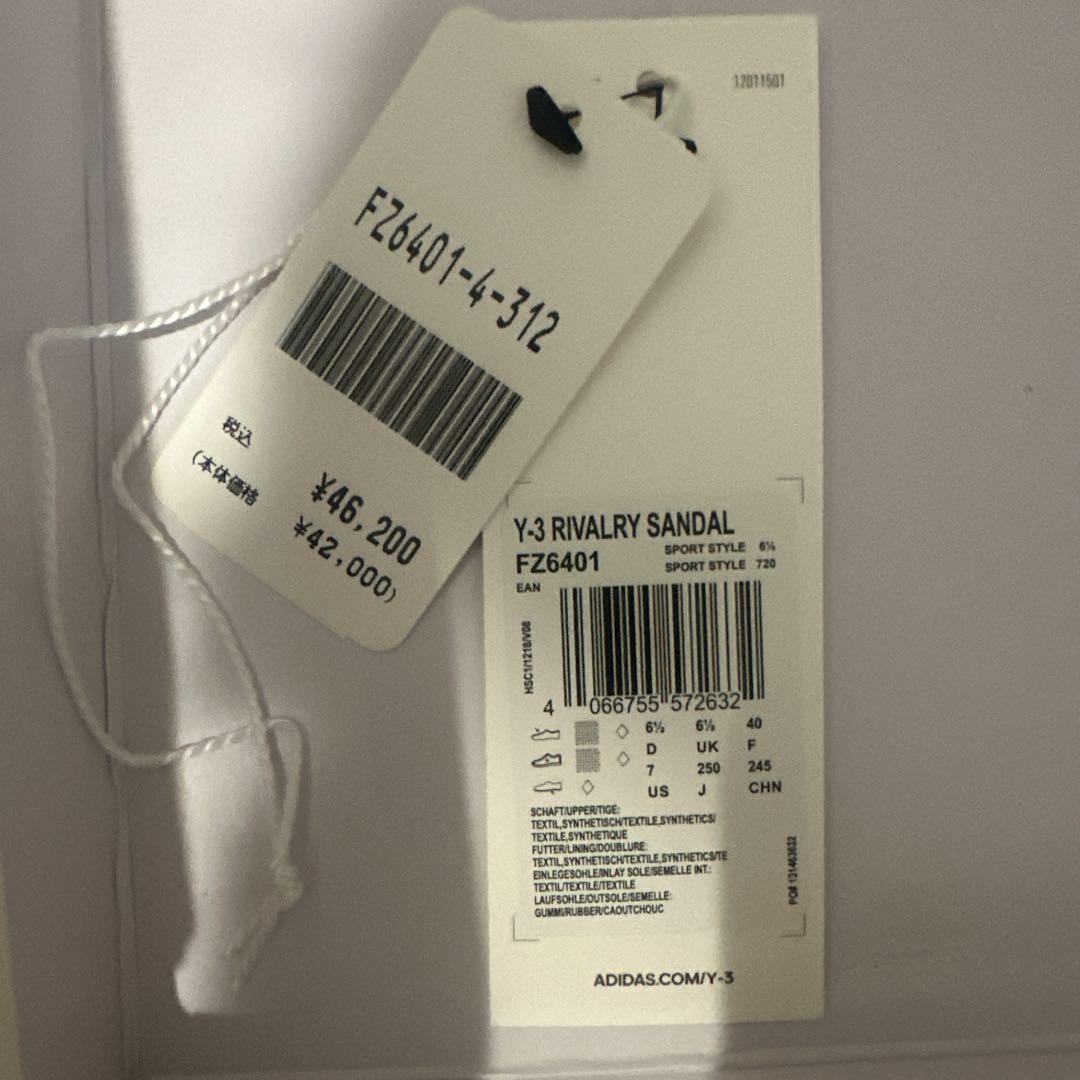 12011501
FZ6401-4-312
税込
¥46,200
(本体価格
¥42,000)
Y-3 RIVALRY SANDAL
FZ6401
SPORT STYLE 6½
SPORT STYLE 720
EAN
HSC1/1218/V08
4 066755 572632
6½ 6½ 40
D UK F
7 250 245
US J CHN
SCHAFT/UPPER/TIGE:
TEXTIL,SYNTHETISCH/TEXTILE,SYNTHETICS/
TEXTILE,SYNTHETIQUE
FUTTER/LINING/DOUBLURE:
TEXTIL,SYNTHETISCH/TEXTILE,SYNTHETICS/TE
EINLEGESOHLE/INLAY SOLE/SEMELLE INT.:
TEXTIL/TEXTILE/TEXTILE
LAUFSOHLE/OUTSOLE/SEMELLE:
GUMMI/RUBBER/CAOUTCHOUC
PO# 131463632
ADIDAS.COM/Y-3